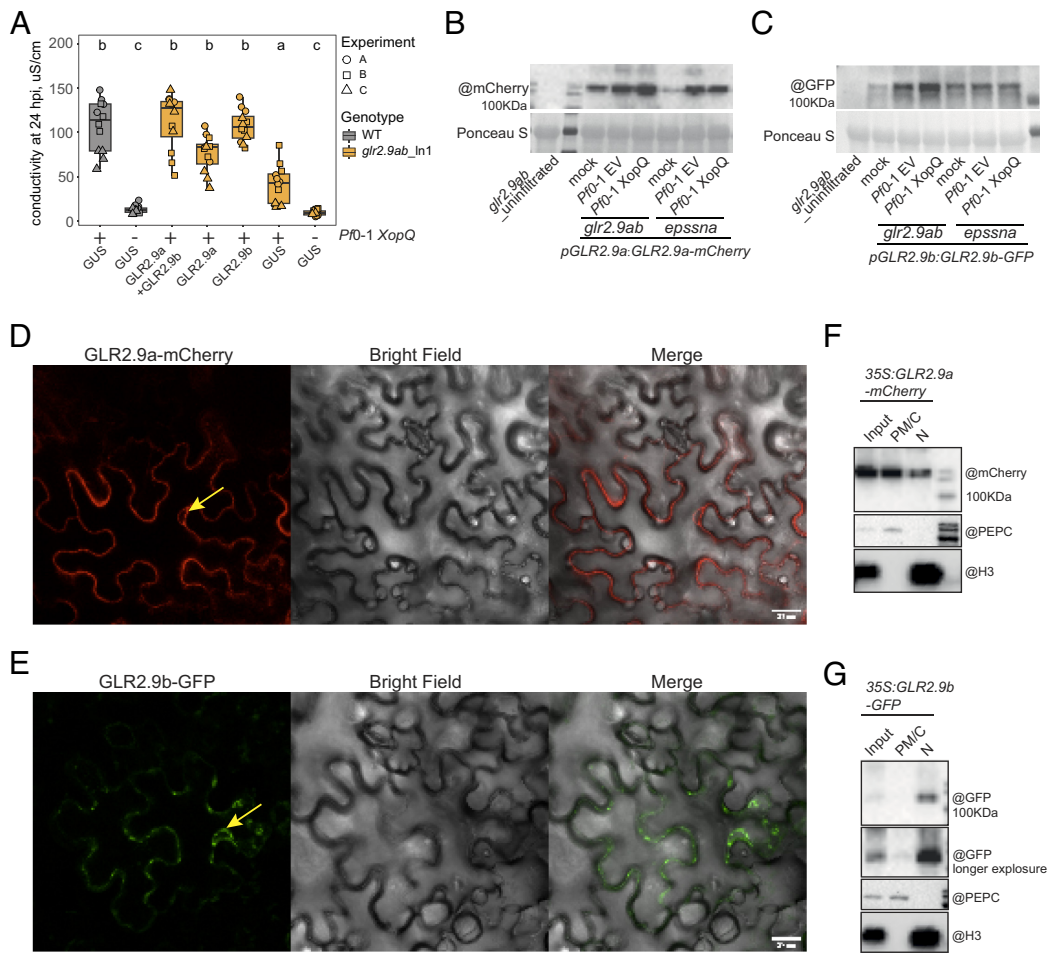 A
conductivity at 24 hpi, uS/cm
200
150
100
50
0
b c b b b a c
+ - + + + + -
Pf0-1 XopQ
GUS
GUS
GLR2.9a
+GLR2.9b
GLR2.9a
GLR2.9b
GUS
GUS
Experiment
A
B
C
Genotype
WT
glr2.9ab_ln1
B
@mCherry
100KDa
Ponceau S
glr2.9ab
_uninfiltrated
mock
Pf0-1 EV
Pf0-1 XopQ
mock
Pf0-1 EV
Pf0-1 XopQ
glr2.9ab
epssna
pGLR2.9a:GLR2.9a-mCherry
C
@GFP
100KDa
Ponceau S
glr2.9ab
_uninfiltrated
mock
Pf0-1 EV
Pf0-1 XopQ
mock
Pf0-1 EV
Pf0-1 XopQ
glr2.9ab
epssna
pGLR2.9b:GLR2.9b-GFP
D
GLR2.9a-mCherry
Bright Field
Merge
E
GLR2.9b-GFP
Bright Field
Merge
F
35S:GLR2.9a
-mCherry
Input
PM/C
N
@mCherry
100KDa
@PEPC
@H3
G
35S:GLR2.9b
-GFP
Input
PM/C
N
@GFP
100KDa
@GFP
longer explosure
@PEPC
@H3